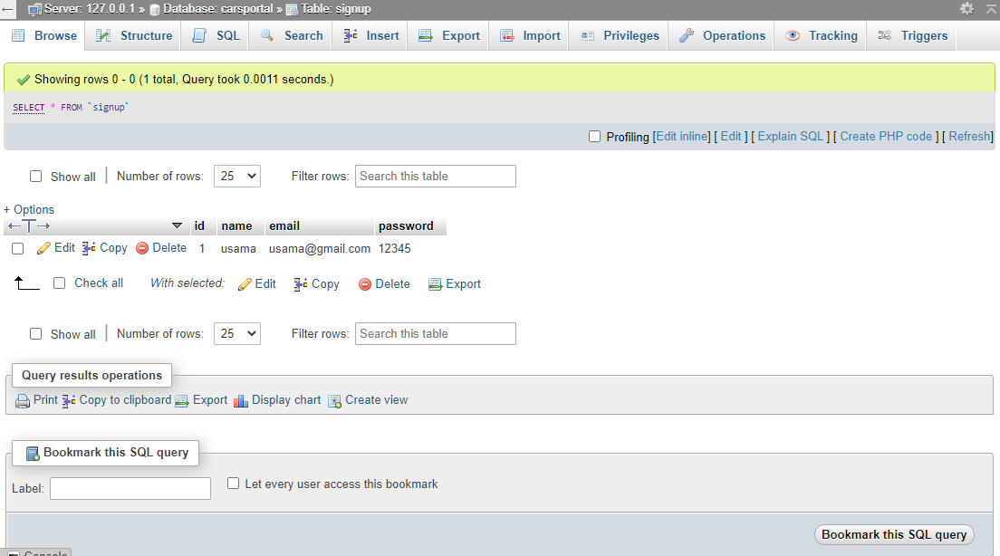 Server: 127.0.0.1 » Database: carsportal » Table: signup
Browse Structure SQL Search Insert Export Import Privileges Operations Tracking Triggers
Showing rows 0 - 0 (1 total, Query took 0.0011 seconds.)
SELECT * FROM `signup`
Profiling [Edit inline] [ Edit ] [ Explain SQL ] [ Create PHP code ] [ Refresh]
Show all Number of rows: 25 Filter rows: Search this table
+ Options
←T→ id name email password
Edit Copy Delete 1 usama usama@gmail.com 12345
Check all With selected: Edit Copy Delete Export
Show all Number of rows: 25 Filter rows: Search this table
Query results operations
Print Copy to clipboard Export Display chart Create view
Bookmark this SQL query
Label: Let every user access this bookmark
Bookmark this SQL query
Console